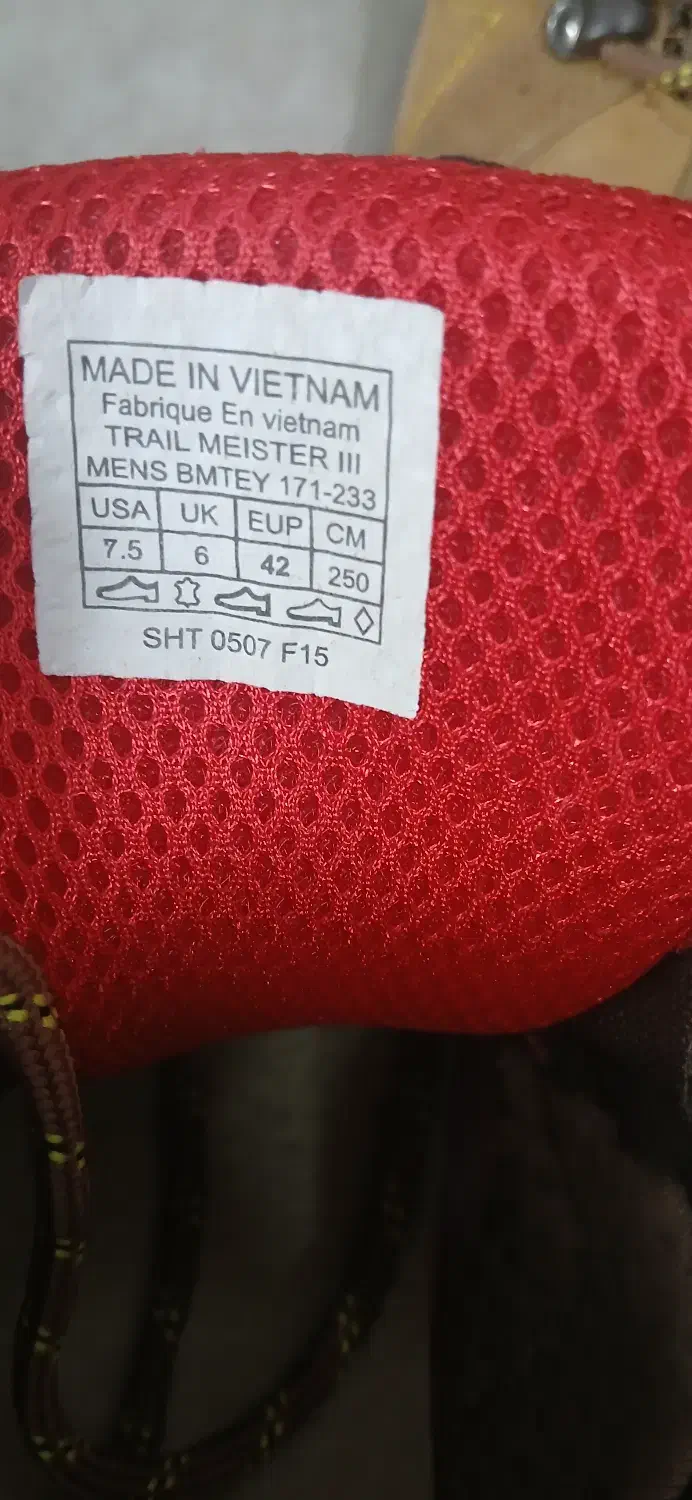 MADE IN VIETNAM
Fabrique En vietnam
TRAIL MEISTER III
MENS BMTEY 171-233
USA UK EUP CM
7.5 6 42 250
SHT 0507 F15